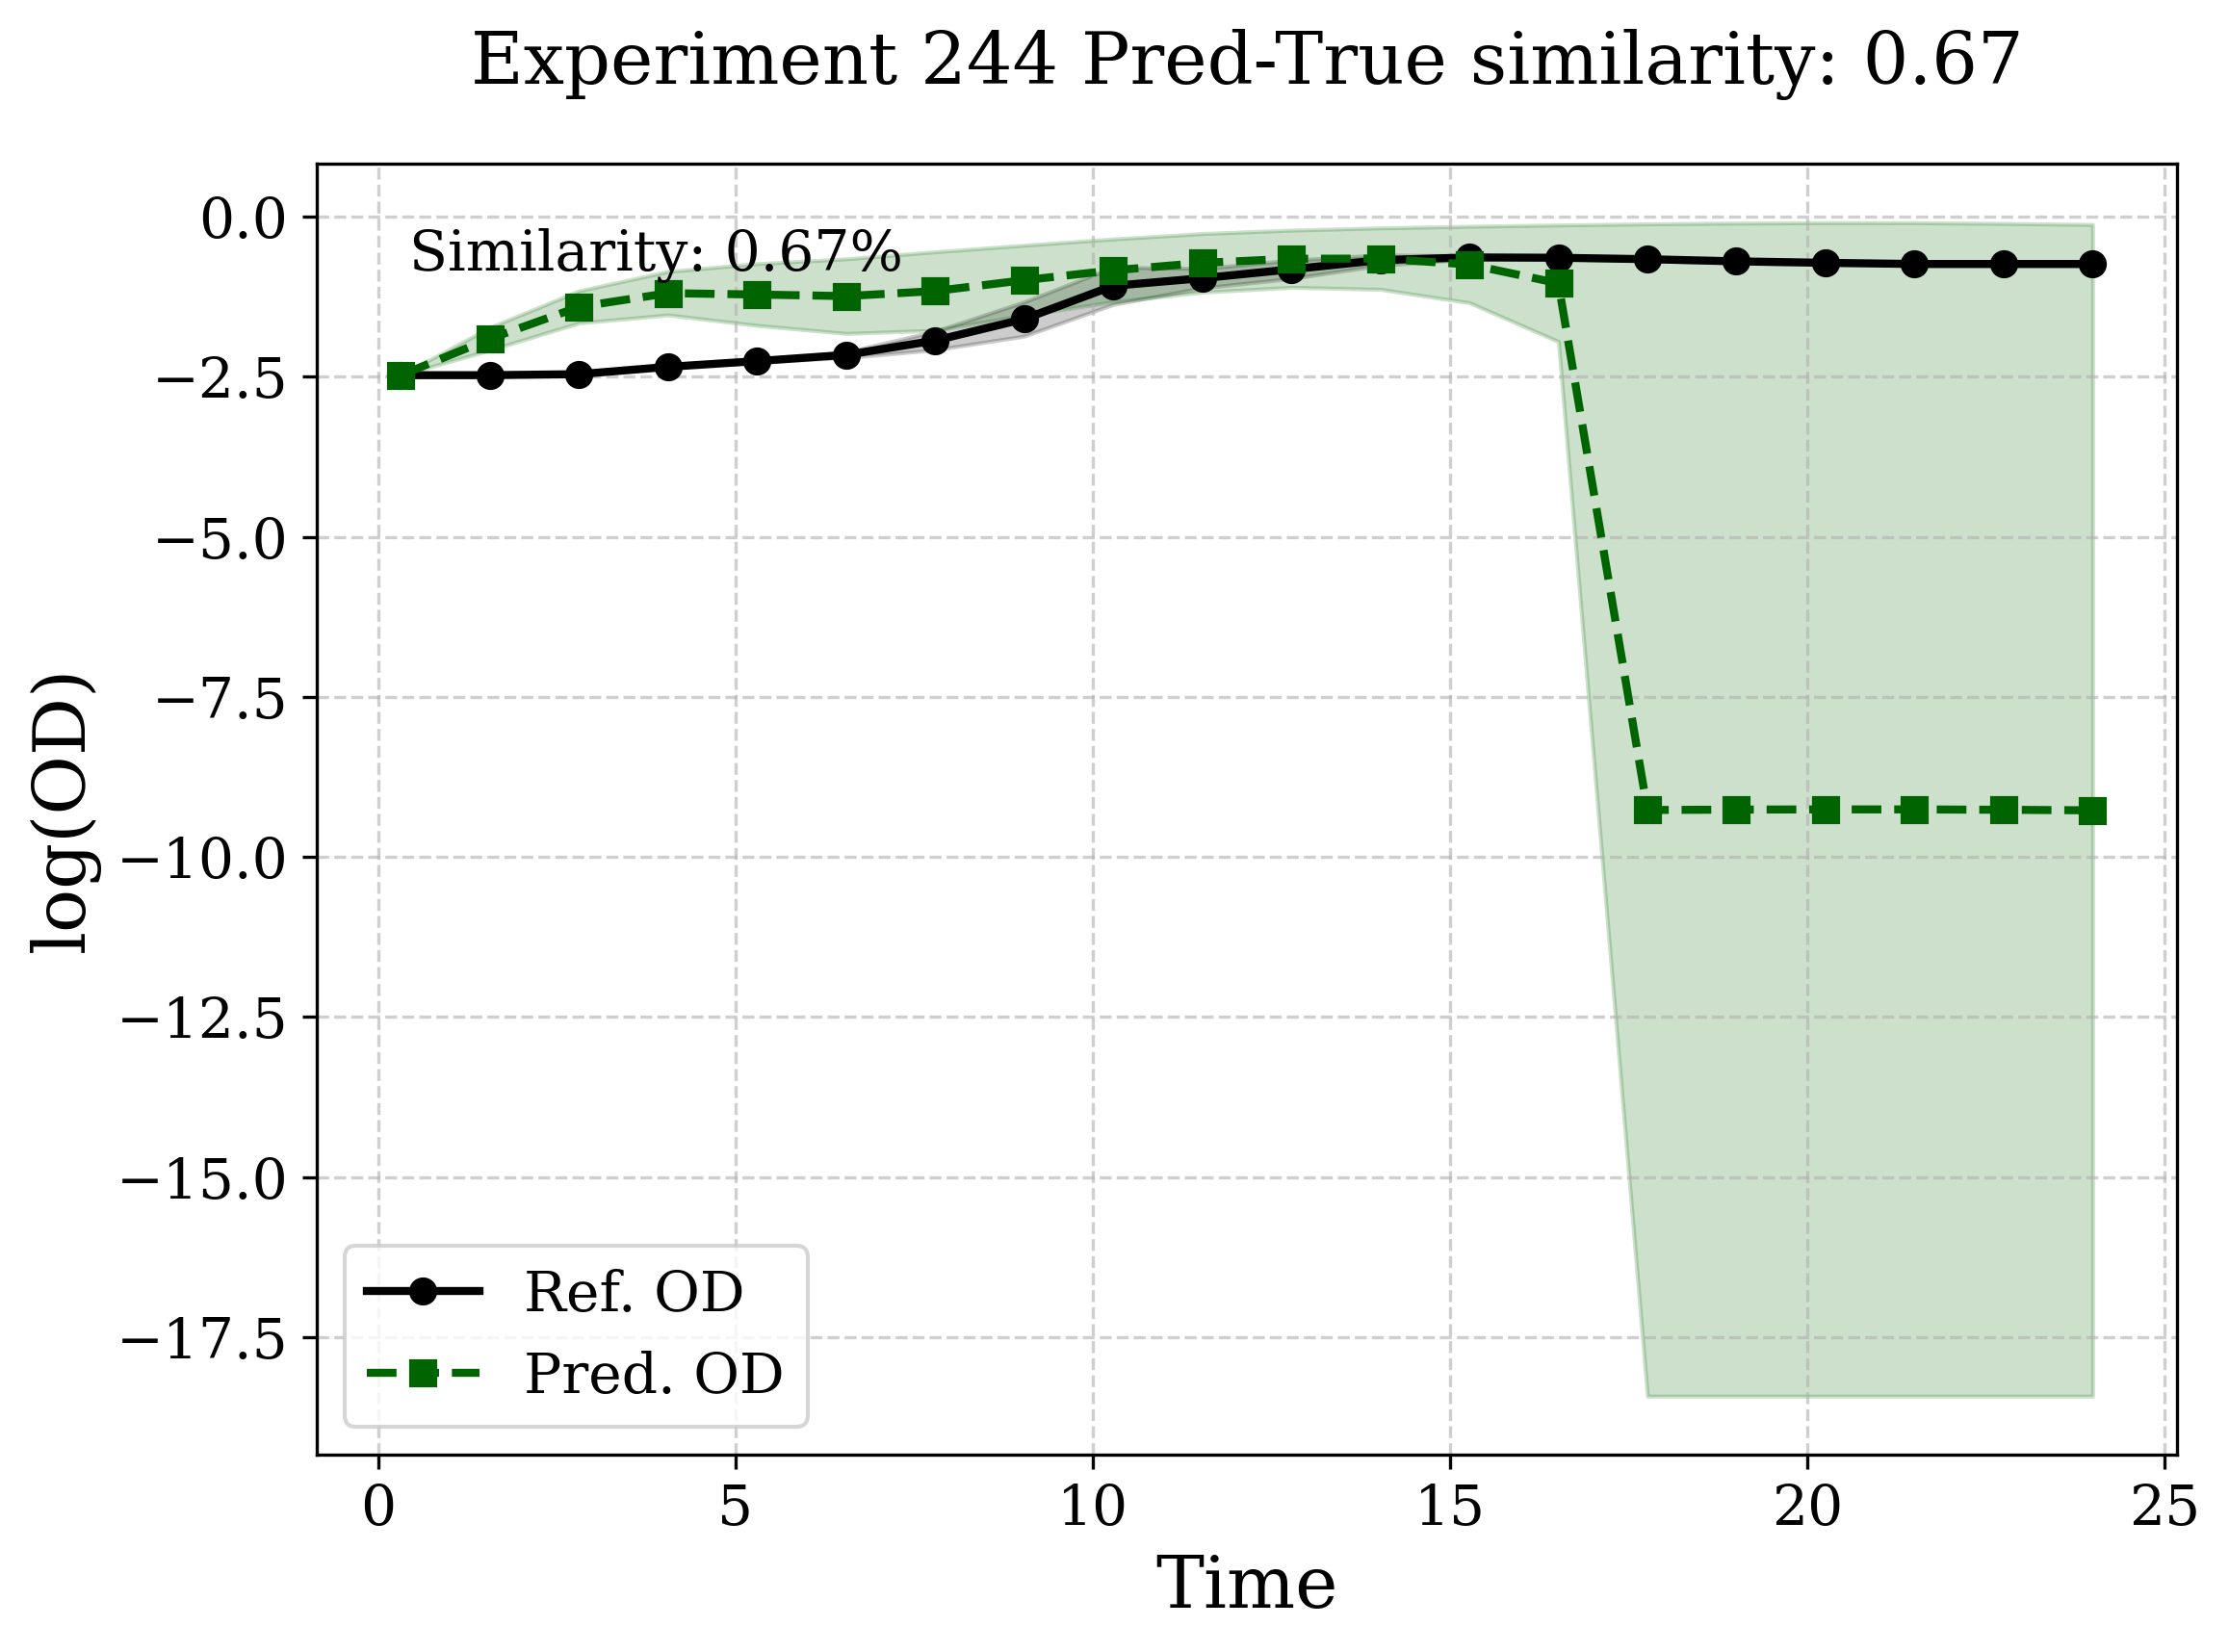 Experiment 244 Pred-True similarity: 0.67
Similarity: 0.67%
0.0
−2.5
−5.0
−7.5
−10.0
−12.5
−15.0
−17.5
log(OD)
Ref. OD
Pred. OD
0 5 10 15 20 25
Time